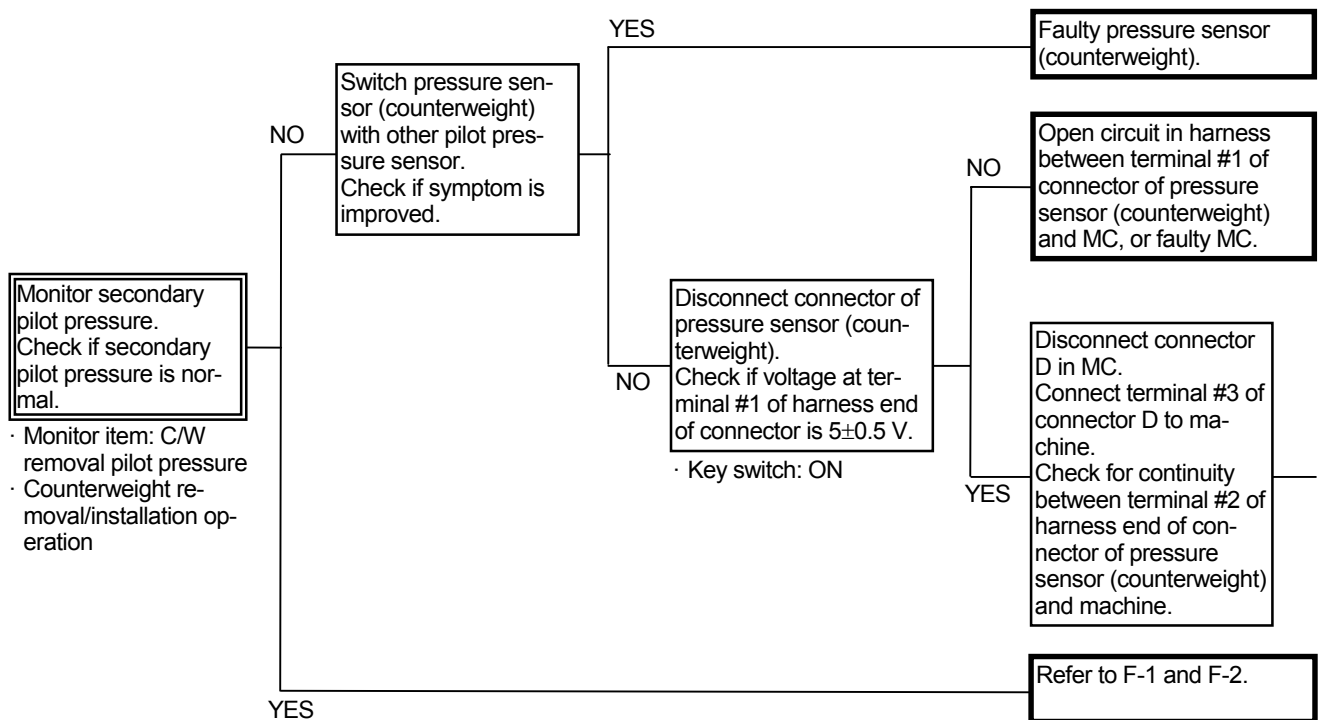 YES
Faulty pressure sensor
(counterweight).
Switch pressure sen-
sor (counterweight)
with other pilot pres-
sure sensor.
Check if symptom is
improved.
NO
Open circuit in harness
between terminal #1 of
connector of pressure
sensor (counterweight)
and MC, or faulty MC.
NO
Monitor secondary
pilot pressure.
Check if secondary
pilot pressure is nor-
mal.
· Monitor item: C/W
removal pilot pressure
· Counterweight re-
moval/installation op-
eration
Disconnect connector of
pressure sensor (coun-
terweight).
Check if voltage at ter-
minal #1 of harness end
of connector is 5±0.5 V.
NO
· Key switch: ON
YES
Disconnect connector
D in MC.
Connect terminal #3 of
connector D to ma-
chine.
Check for continuity
between terminal #2 of
harness end of con-
nector of pressure
sensor (counterweight)
and machine.
Refer to F-1 and F-2.
YES